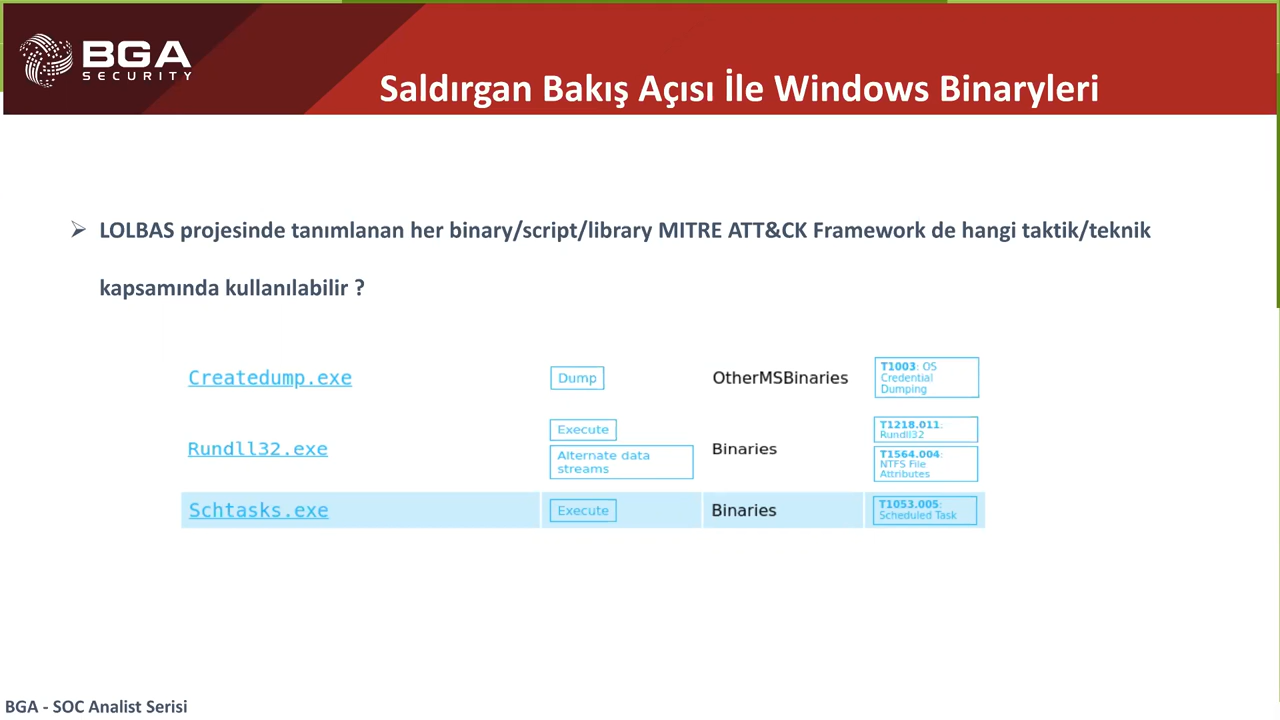 BGA
SECURITY
Saldırgan Bakış Açısı İle Windows Binaryleri
➢ LOLBAS projesinde tanımlanan her binary/script/library MITRE ATT&CK Framework de hangi taktik/teknik
kapsamında kullanılabilir ?
Createdump.exe
Dump
OtherMSBinaries
T1003: OS
Credential
Dumping
Rundll32.exe
Execute
Alternate data
streams
Binaries
T1218.011:
Rundll32
T1564.004:
NTFS File
Attributes
Schtasks.exe
Execute
Binaries
T1053.005:
Scheduled Task
BGA - SOC Analist Serisi